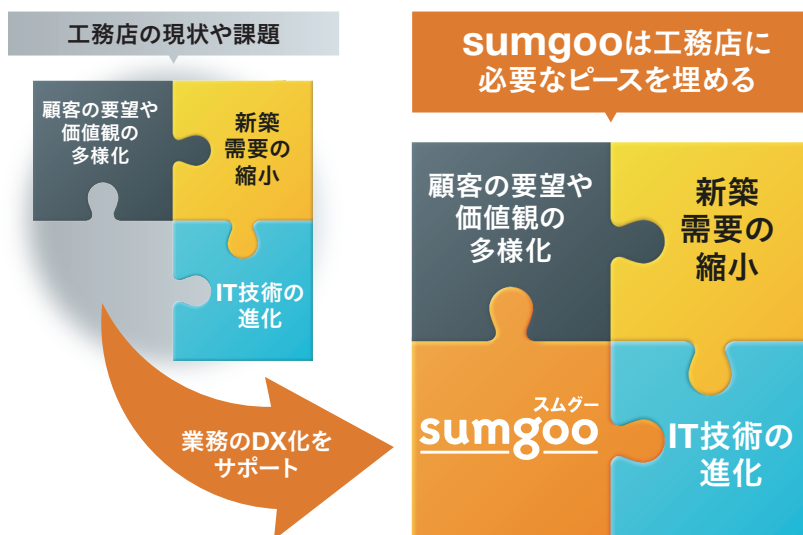 工務店の現状や課題
顧客の要望や
価値観の
多様化
新築
需要の
縮小
IT技術の
進化
業務のDX化を
サポート
sumgooは工務店に
必要なピースを埋める
顧客の要望や
価値観の
多様化
新築
需要の
縮小
スムグー
sumgoo
IT技術の
進化